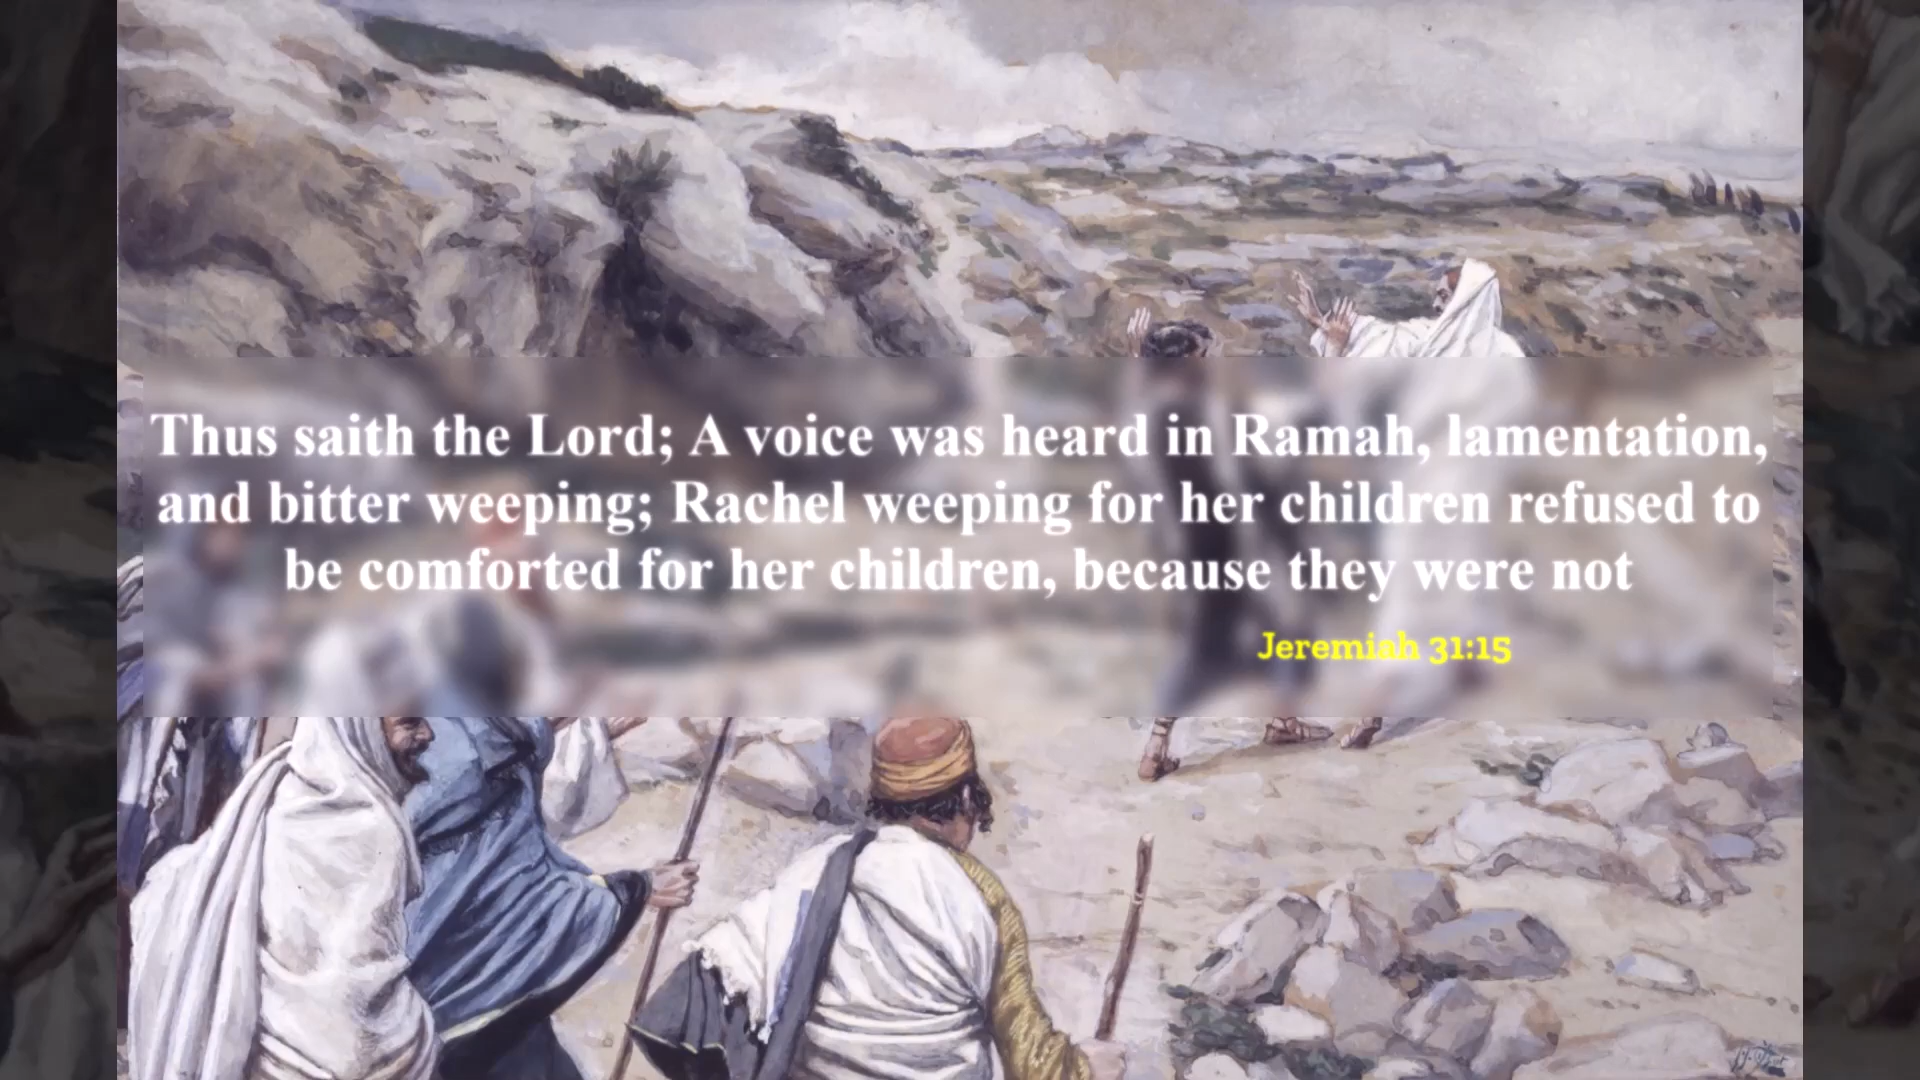 Thus saith the Lord; A voice was heard in Ramah, lamentation,
and bitter weeping; Rachel weeping for her children refused to
be comforted for her children, because they were not
Jeremiah 31:15